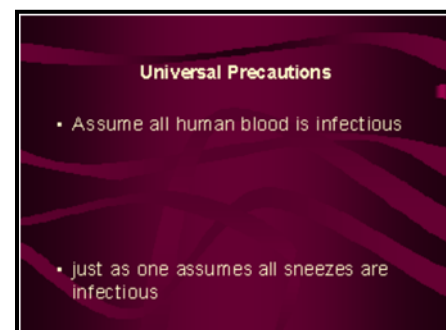 Universal Precautions
• Assume all human blood is infectious
• just as one assumes all sneezes are
infectious